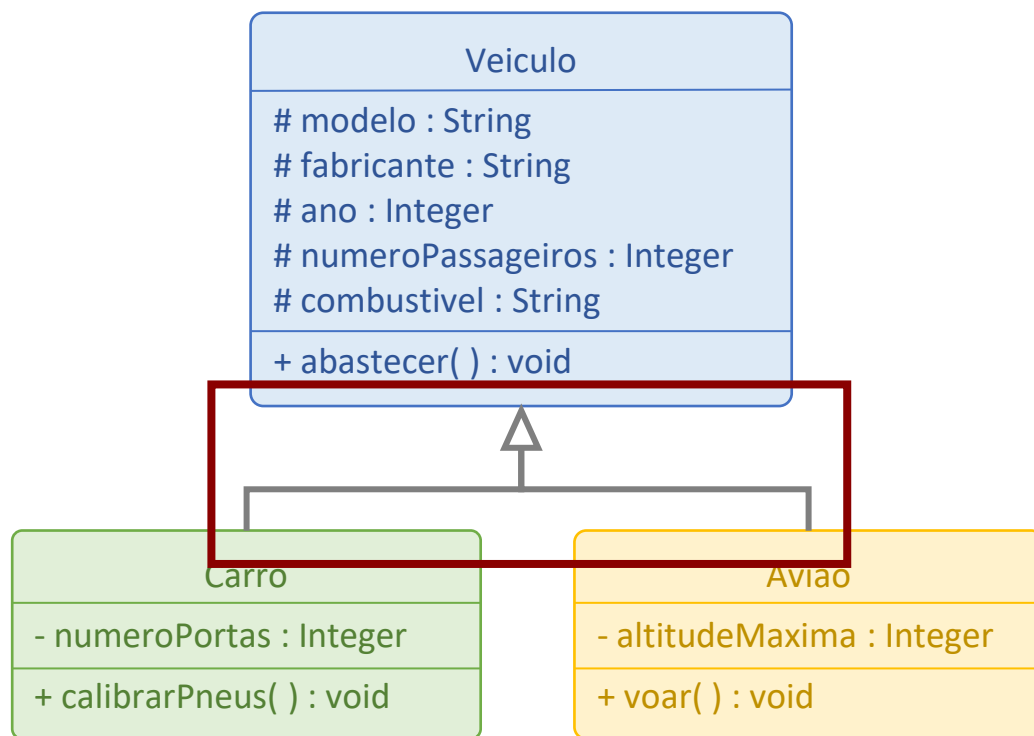 Veiculo
# modelo : String
# fabricante : String
# ano : Integer
# numeroPassageiros : Integer
# combustivel : String
+ abastecer( ) : void
Carro
- numeroPortas : Integer
+ calibrarPneus( ) : void
Avião
- altitudeMaxima : Integer
+ voar( ) : void